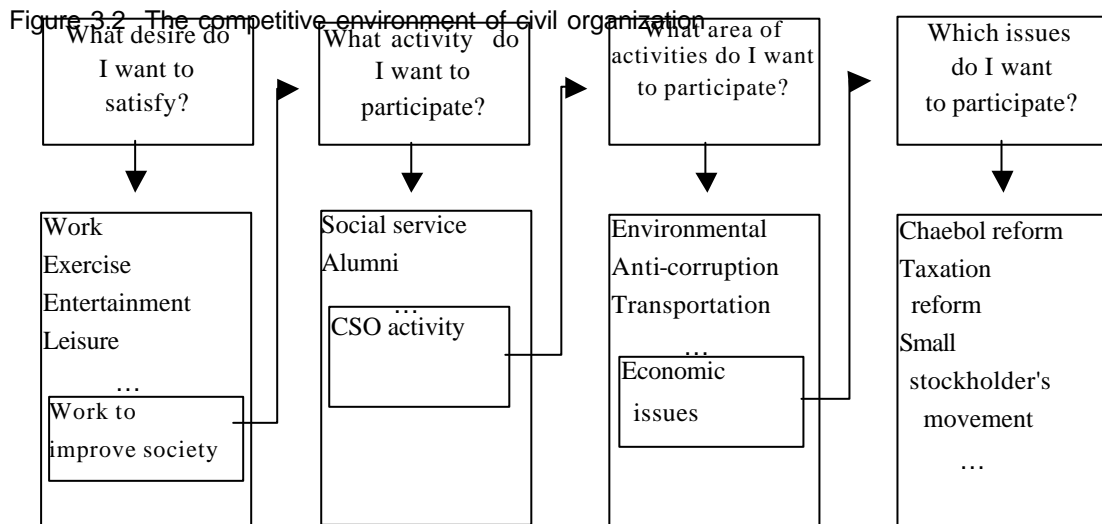 Figure 3.2 The competitive environment of civil organization
What desire do
I want to
satisfy?
What activity do
I want to
participate?
What area of
activities do I want
to participate?
Which issues
do I want
to participate?
Work
Exercise
Entertainment
Leisure
…
Work to
improve society
Social service
Alumni
…
CSO activity
Environmental
Anti-corruption
Transportation
…
Economic
issues
Chaebol reform
Taxation
reform
Small
stockholder's
movement
…